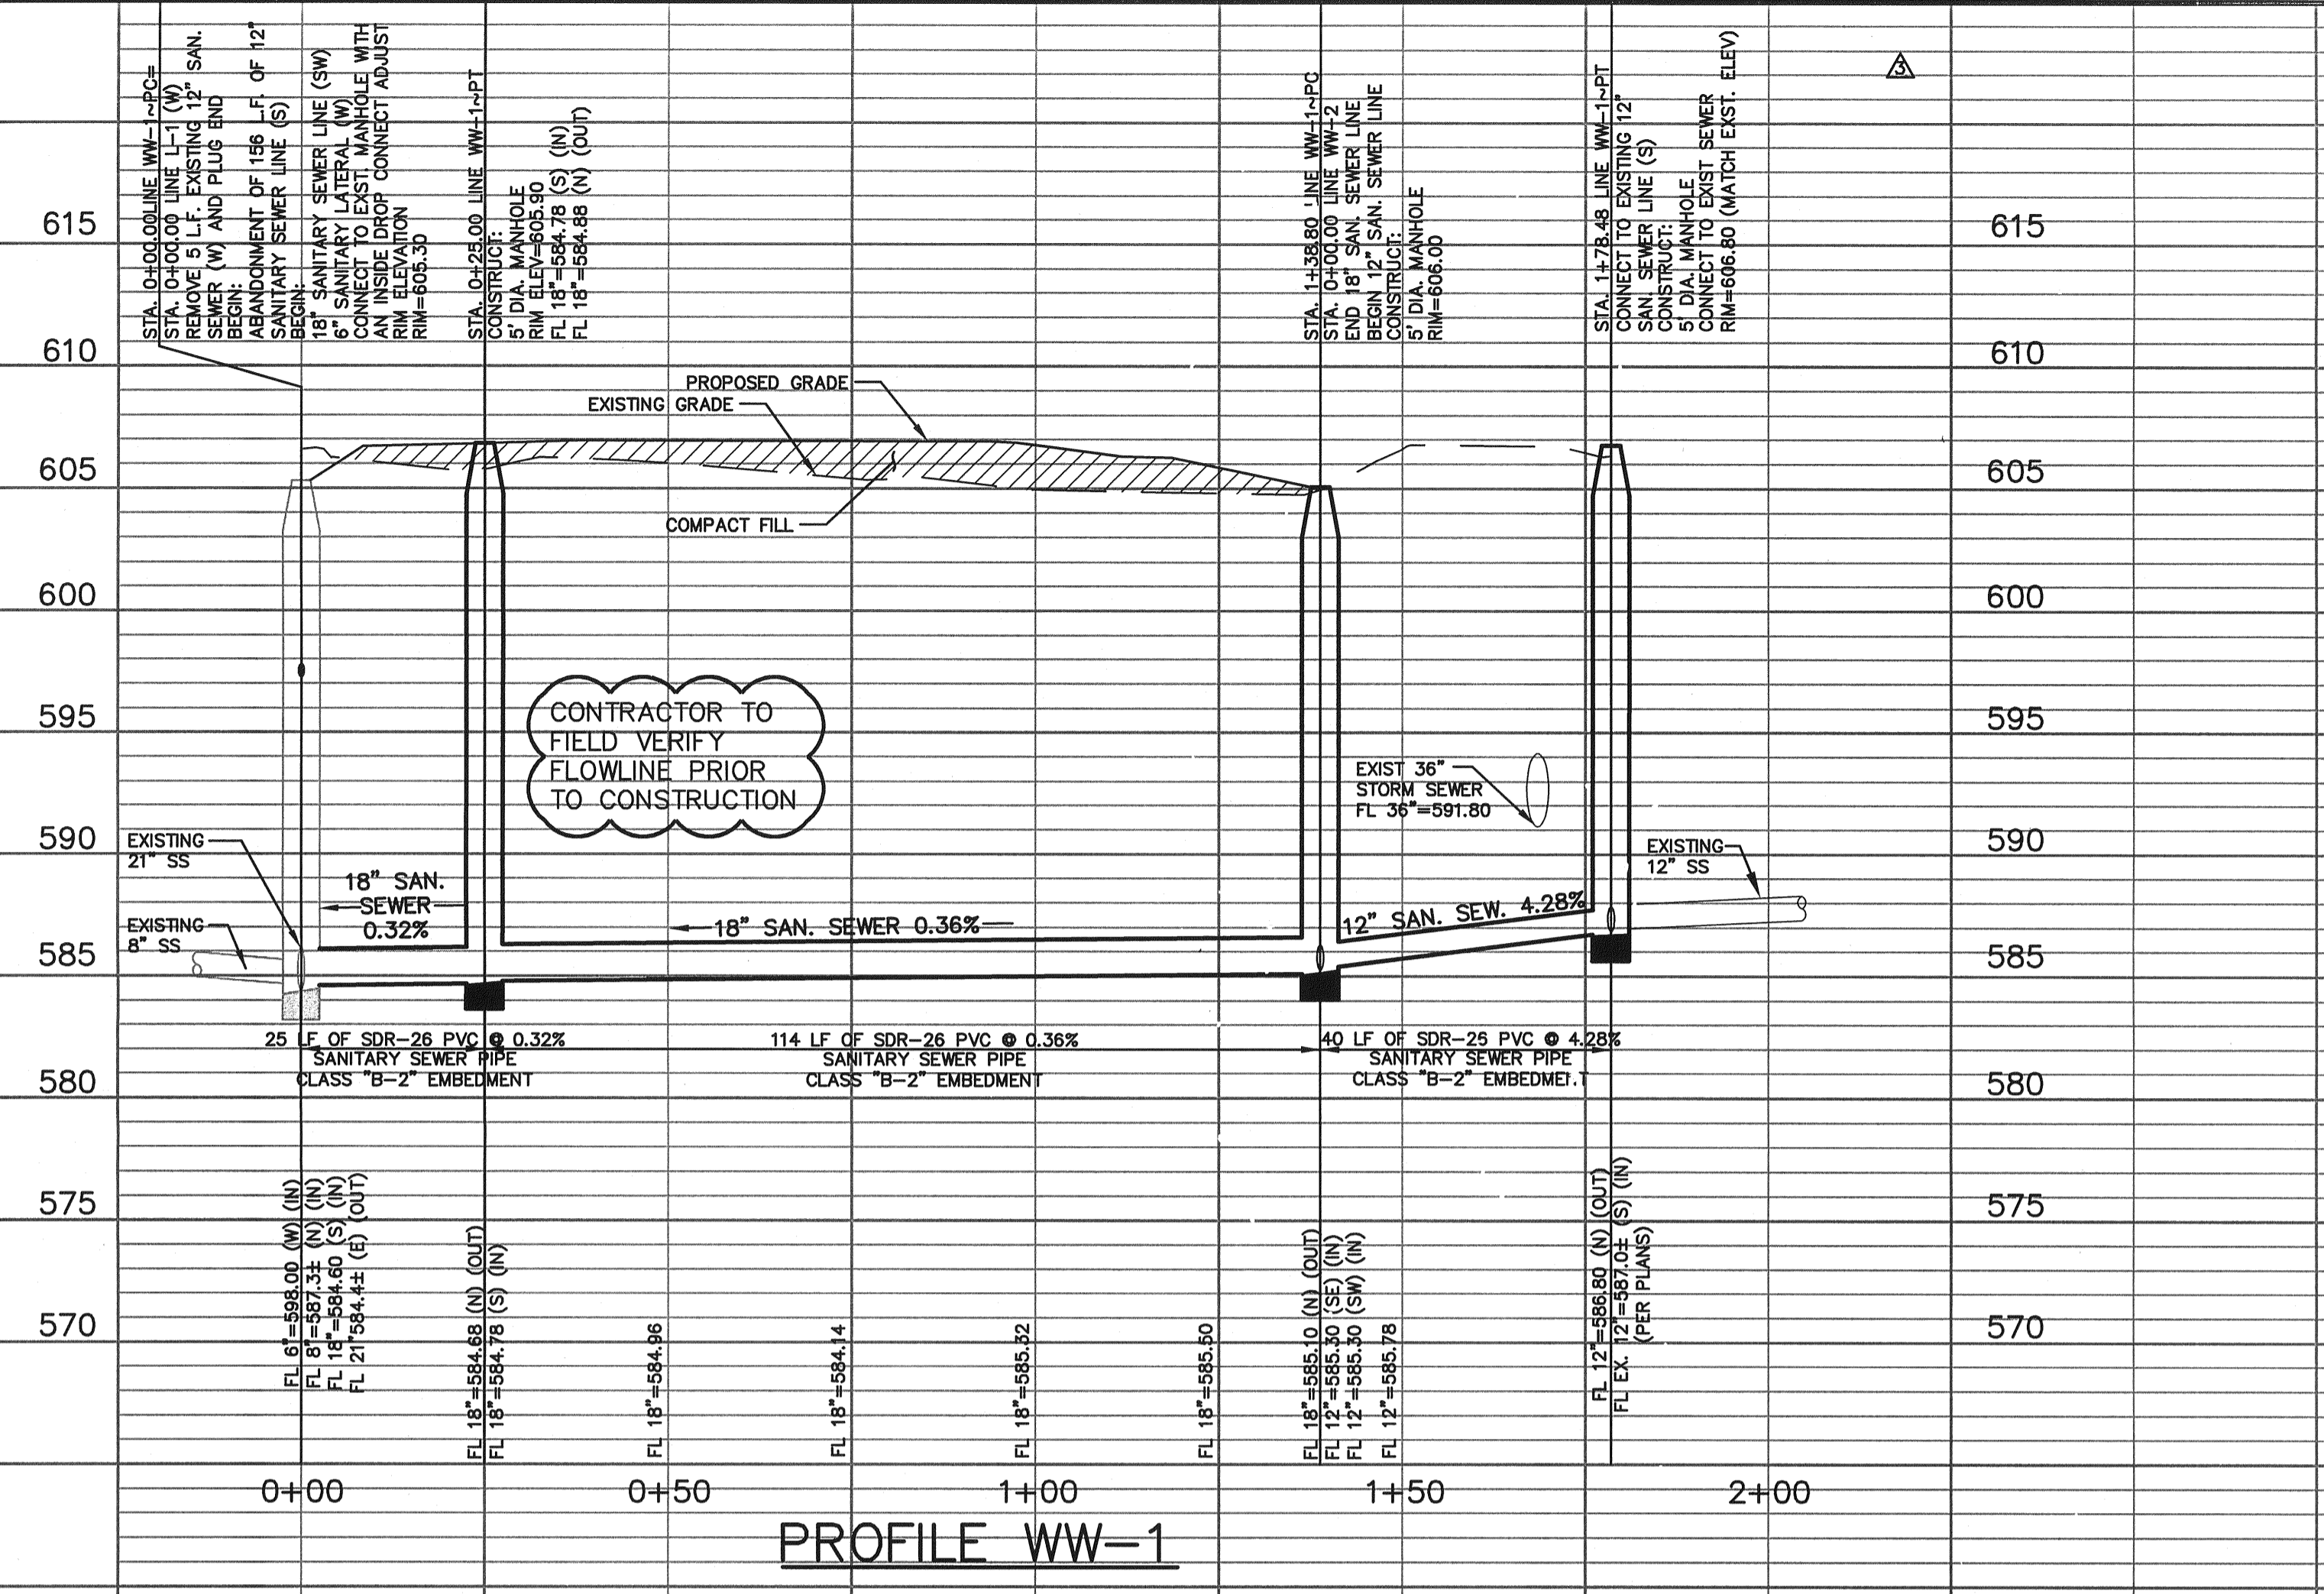 STA. 0+00.00LINE WW-1~PC=
STA. 0+00.00 LINE L-1 (W)
REMOVE 5 L.F. EXISTING 12" SAN.
SEWER (W) AND PLUG END
BEGIN:
ABANDONMENT OF 156 L.F. OF 12"
SANITARY SEWER LINE (S)
BEGIN:
18" SANITARY SEWER LINE (SW)
6" SANITARY LATERAL (W)
CONNECT TO EXST. MANHOLE WITH
AN INSIDE DROP CONNECT ADJUST
RIM ELEVATION
RIM=605.30
STA. 0+25.00 LINE WW-1~PT
CONSTRUCT:
5' DIA. MANHOLE
RIM ELEV=605.90
FL 18"=584.78 (S) (IN)
FL 18"=584.88 (N) (OUT)
STA. 1+38.80 LINE WW-1~PC
STA. 0+00.00 LINE WW-2
END 18" SAN. SEWER LINE
BEGIN 12" SAN. SEWER LINE
CONSTRUCT:
5' DIA. MANHOLE
RIM=606.00
STA. 1+78.48 LINE WW-1~PT
CONNECT TO EXISTING 12"
SAN. SEWER LINE (S)
CONSTRUCT:
5' DIA. MANHOLE
CONNECT TO EXIST SEWER
RIM=606.80 (MATCH EXST. ELEV)
3
615
615
610
610
PROPOSED GRADE
EXISTING GRADE
605
605
COMPACT FILL
600
600
595
595
CONTRACTOR TO
FIELD VERIFY
FLOWLINE PRIOR
TO CONSTRUCTION
EXIST 36"
STORM SEWER
FL 36"=591.80
590
590
EXISTING
21" SS
EXISTING
12" SS
18" SAN.
SEWER
0.32%
18" SAN. SEWER 0.36%
12" SAN. SEW. 4.28%
EXISTING
8" SS
585
585
25 LF OF SDR-26 PVC @ 0.32%
SANITARY SEWER PIPE
CLASS "B-2" EMBEDMENT
114 LF OF SDR-26 PVC @ 0.36%
SANITARY SEWER PIPE
CLASS "B-2" EMBEDMENT
40 LF OF SDR-25 PVC @ 4.28%
SANITARY SEWER PIPE
CLASS "B-2" EMBEDMENT
580
580
575
575
570
570
FL 6"=598.00 (W) (IN)
FL 8"=587.3± (N) (IN)
FL 18"=584.60 (S) (IN)
FL 21"584.4± (E) (OUT)
FL 18"=584.68 (N) (OUT)
FL 18"=584.78 (S) (IN)
FL 18"=584.96
FL 18"=584.14
FL 18"=585.32
FL 18"=585.50
FL 18"=585.10 (N) (OUT)
FL 12"=585.30 (SE) (IN)
FL 12"=585.30 (SW) (IN)
FL 12"=585.78
FL 12"=586.80 (N) (OUT)
FL EX. 12"=587.0± (S) (IN)
(PER PLANS)
0+00
0+50
1+00
1+50
2+00
PROFILE WW-1